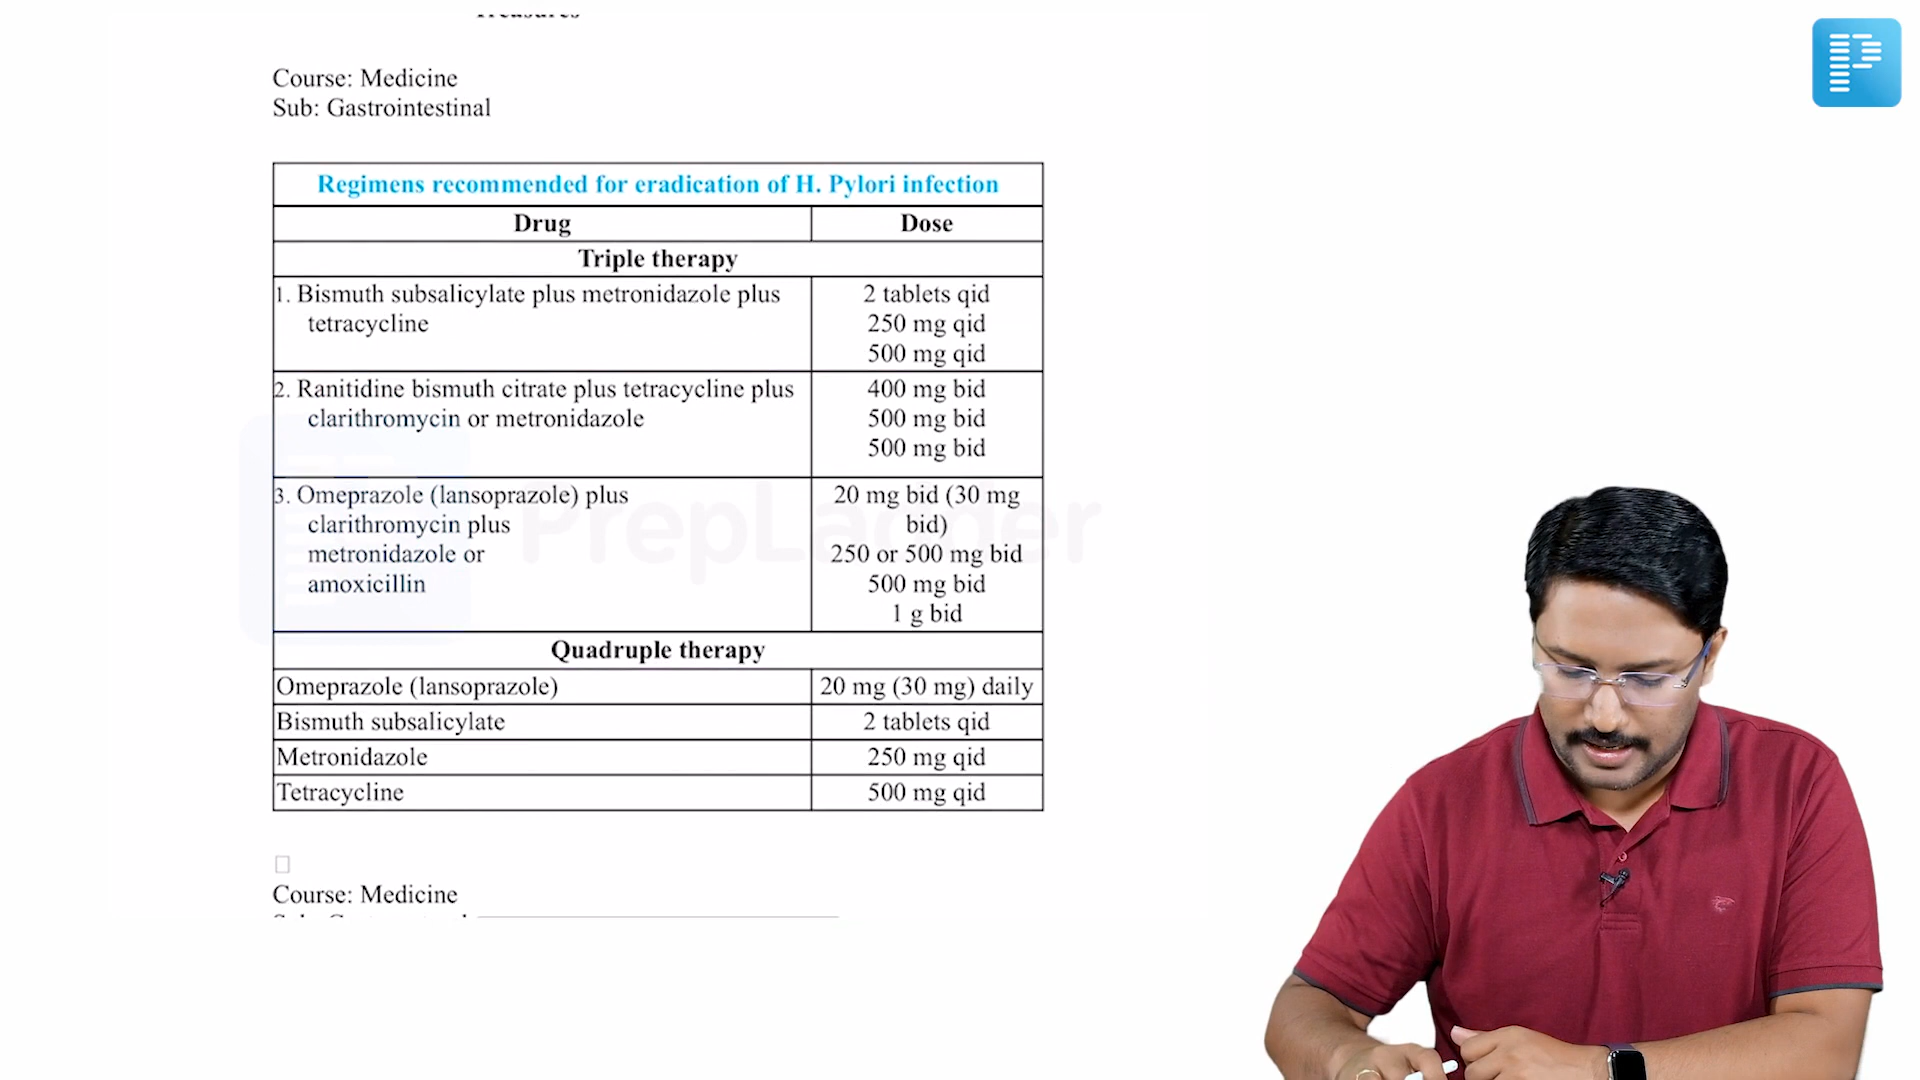 Treasures
Course: Medicine
Sub: Gastrointestinal
Regimens recommended for eradication of H. Pylori infection
Drug Dose
Triple therapy
1. Bismuth subsalicylate plus metronidazole plus 2 tablets qid
tetracycline 250 mg qid
500 mg qid
2. Ranitidine bismuth citrate plus tetracycline plus 400 mg bid
clarithromycin or metronidazole 500 mg bid
500 mg bid
3. Omeprazole (lansoprazole) plus 20 mg bid (30 mg
clarithromycin plus bid)
metronidazole or 250 or 500 mg bid
amoxicillin 500 mg bid
1 g bid
Quadruple therapy
Omeprazole (lansoprazole) 20 mg (30 mg) daily
Bismuth subsalicylate 2 tablets qid
Metronidazole 250 mg qid
Tetracycline 500 mg qid
Course: Medicine
PrepLadder